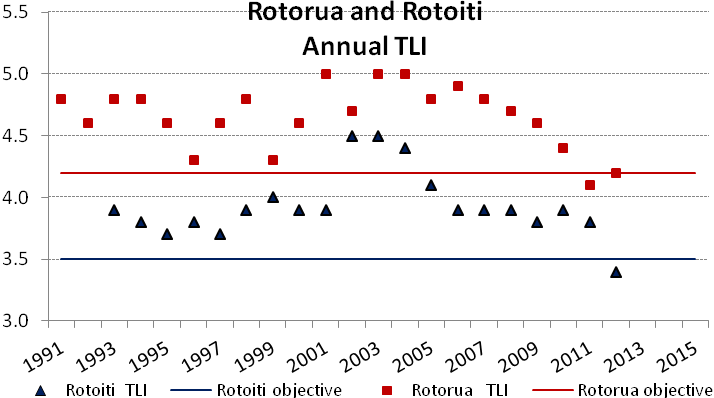 Rotorua and Rotoiti
Annual TLI
5.5
5.0
4.5
4.0
3.5
3.0
1991 1993 1995 1997 1999 2001 2003 2005 2007 2009 2011 2013 2015
Rotoiti TLI Rotoiti objective Rotorua TLI Rotorua objective